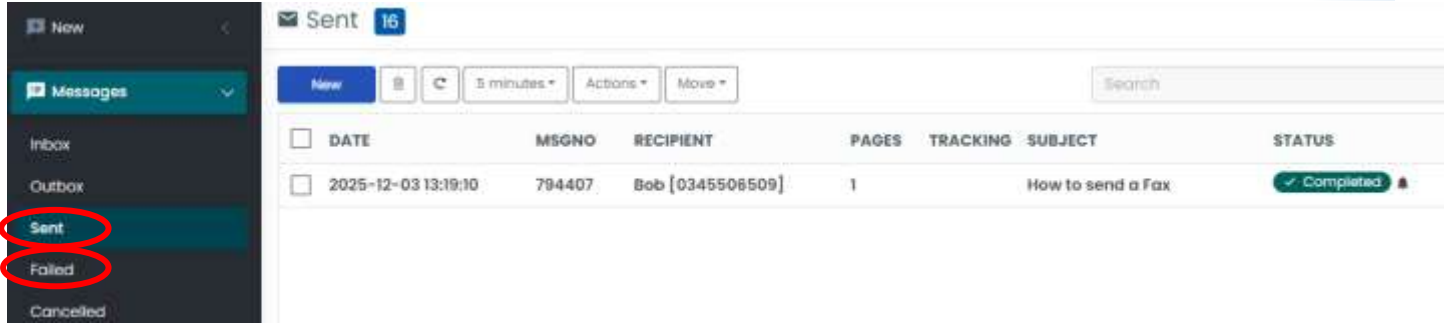 New
Messages
Inbox
Outbox
Sent
Failed
Cancelled
Sent 16
New 5 minutes Actions Move Search
DATE MSGNO RECIPIENT PAGES TRACKING SUBJECT STATUS
2025-12-03 13:19:10 794407 Bob [0345506509] 1 How to send a Fax Completed